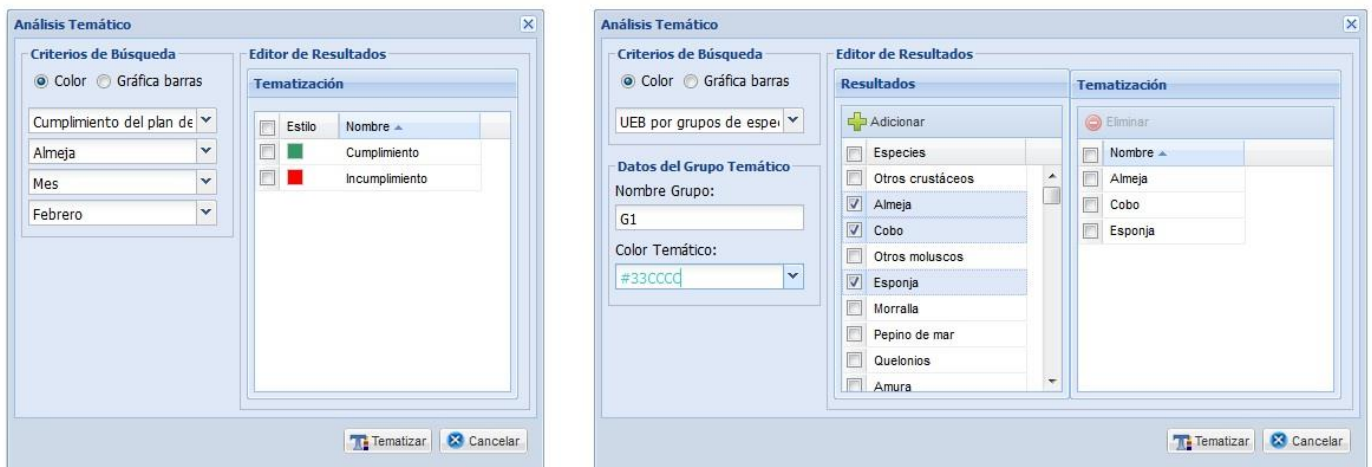 Análisis Temático
Criterios de Búsqueda
Color Gráfica barras
Cumplimiento del plan de
Almeja
Mes
Febrero
Editor de Resultados
Tematización
Estilo Nombre
Cumplimiento
Incumplimiento
Tematizar Cancelar
Análisis Temático
Criterios de Búsqueda
Color Gráfica barras
UEB por grupos de espe
Datos del Grupo Temático
Nombre Grupo:
G1
Color Temático:
#33CCCC
Editor de Resultados
Resultados
Adicionar
Especies
Otros crustáceos
Almeja
Cobo
Otros moluscos
Esponja
Morralla
Pepino de mar
Quelonios
Amura
Tematización
Eliminar
Nombre
Almeja
Cobo
Esponja
Tematizar Cancelar